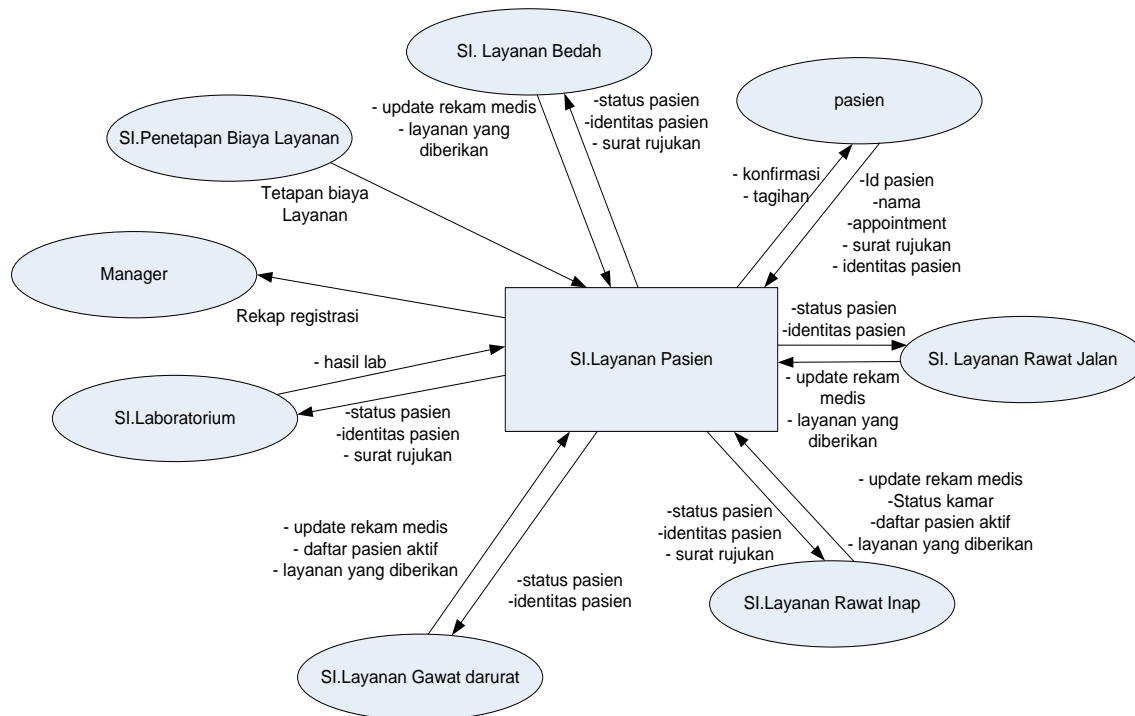 SI. Layanan Bedah
- update rekam medis
- layanan yang
diberikan
-status pasien
-identitas pasien
- surat rujukan
pasien
- konfirmasi
- tagihan
-Id pasien
-nama
-appointment
- surat rujukan
- identitas pasien
SI.Penetapan Biaya Layanan
Tetapan biaya
Layanan
Manager
Rekap registrasi
SI.Layanan Pasien
-status pasien
-identitas pasien
SI. Layanan Rawat Jalan
- update rekam
medis
- layanan yang
diberikan
- hasil lab
SI.Laboratorium
-status pasien
-identitas pasien
- surat rujukan
- update rekam medis
- daftar pasien aktif
- layanan yang diberikan
-status pasien
-identitas pasien
SI.Layanan Gawat darurat
-status pasien
-identitas pasien
- surat rujukan
- update rekam medis
-Status kamar
-daftar pasien aktif
- layanan yang diberikan
SI.Layanan Rawat Inap